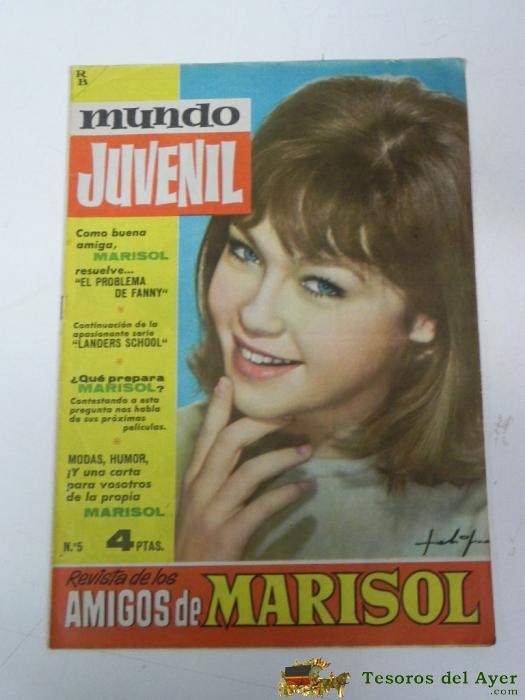 R
B
mundo
JUVENIL
Como buena
amiga,
MARISOL
resuelve...
"EL PROBLEMA
DE FANNY"
*
Continuación de la
apasionante serie
"LANDERS SCHOOL"
*
¿Qué prepara
MARISOL?
Contestando a esta
pregunta nos habla
de sus próximas
películas.
*
MODAS, HUMOR,
¡Y una carta
para vosotros
de la propia
MARISOL
N.º 5 4 PTAS.
Revista de los
AMIGOS de MARISOL
Tesoros del Ayer
.com